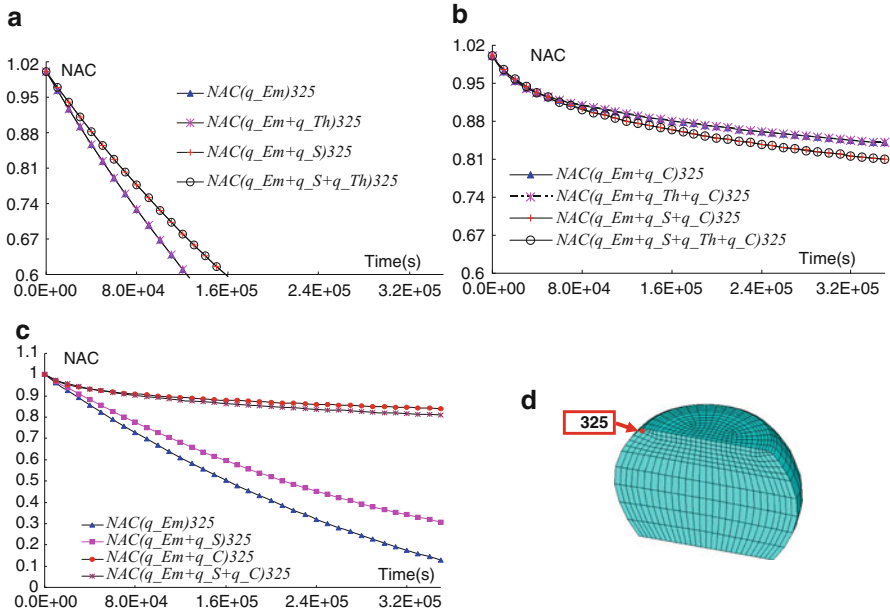 a
1.02 NAC
0.95
0.88
0.81
0.74
0.67
0.6
NAC(q_Em)325
NAC(q_Em+q_Th)325
NAC(q_Em+q_S)325
NAC(q_Em+q_S+q_Th)325
Time(s)
0.0E+00 8.0E+04 1.6E+05 2.4E+05 3.2E+05
b
1.02 NAC
0.95
0.88
0.81
0.74
0.67
0.6
NAC(q_Em+q_C)325
NAC(q_Em+q_Th+q_C)325
NAC(q_Em+q_S+q_C)325
NAC(q_Em+q_S+q_Th+q_C)325
Time(s)
0.0E+00 8.0E+04 1.6E+05 2.4E+05 3.2E+05
c
1.1 NAC
1
0.9
0.8
0.7
0.6
0.5
0.4
0.3
0.2
0.1
0
NAC(q_Em)325
NAC(q_Em+q_S)325
NAC(q_Em+q_C)325
NAC(q_Em+q_S+q_C)325
Time(s)
0.0E+00 8.0E+04 1.6E+05 2.4E+05 3.2E+05
d
325